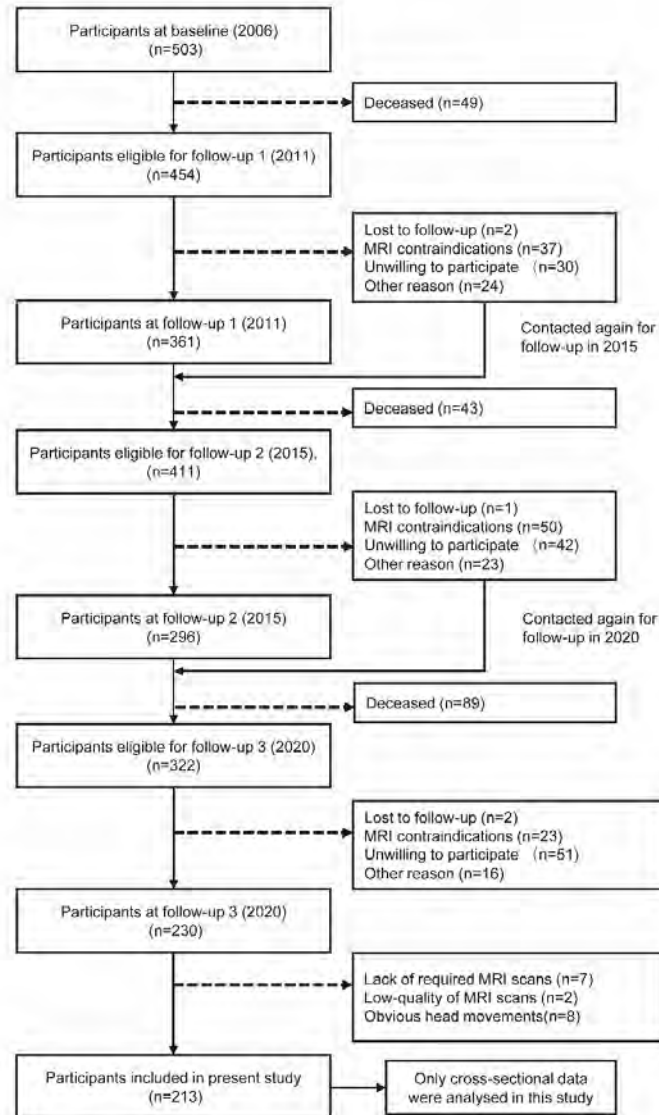 Participants at baseline (2006)
(n=503)
Deceased (n=49)
Participants eligible for follow-up 1 (2011)
(n=454)
Lost to follow-up (n=2)
MRI contraindications (n=37)
Unwilling to participate (n=30)
Other reason (n=24)
Participants at follow-up 1 (2011)
(n=361)
Contacted again for
follow-up in 2015
Deceased (n=43)
Participants eligible for follow-up 2 (2015).
(n=411)
Lost to follow-up (n=1)
MRI contraindications (n=50)
Unwilling to participate (n=42)
Other reason (n=23)
Participants at follow-up 2 (2015)
(n=296)
Contacted again for
follow-up in 2020
Deceased (n=89)
Participants eligible for follow-up 3 (2020)
(n=322)
Lost to follow-up (n=2)
MRI contraindications (n=23)
Unwilling to participate (n=51)
Other reason (n=16)
Participants at follow-up 3 (2020)
(n=230)
Lack of required MRI scans (n=7)
Low-quality of MRI scans (n=2)
Obvious head movements(n=8)
Participants included in present study
(n=213)
Only cross-sectional data
were analysed in this study